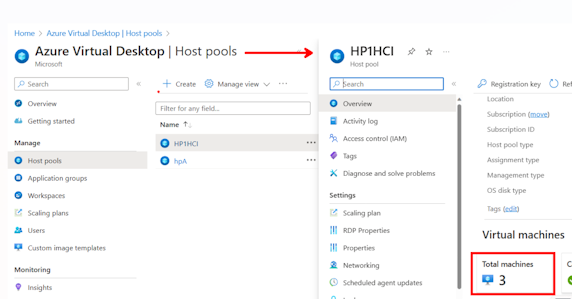 Home > Azure Virtual Desktop | Host pools >
Azure Virtual Desktop | Host pools
Microsoft
Search
Overview
Getting started
Manage
Host pools
Application groups
Workspaces
Scaling plans
Users
Custom image templates
Monitoring
Insights
Create
Manage view
Filter for any field...
Name
HP1HCI
hpA
HP1HCI
Host pool
Search
Overview
Activity log
Access control (IAM)
Tags
Diagnose and solve problems
Settings
Scaling plan
RDP Properties
Properties
Networking
Scheduled agent updates
Registration key
Location
Subscription (move)
Subscription ID
Host pool type
Assignment type
Management type
OS disk type
Tags (edit)
Virtual machines
Total machines
3